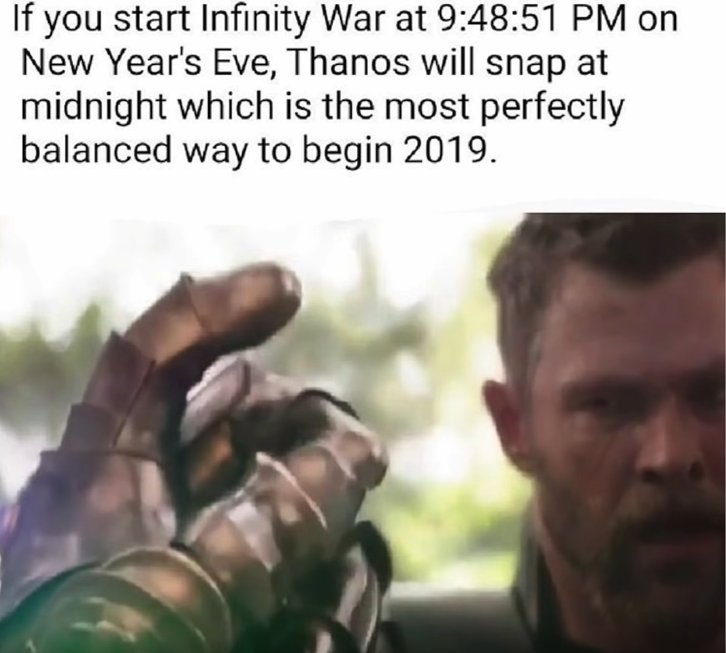 If you start Infinity War at 9:48:51 PM on
New Year's Eve, Thanos will snap at
midnight which is the most perfectly
balanced way to begin 2019.